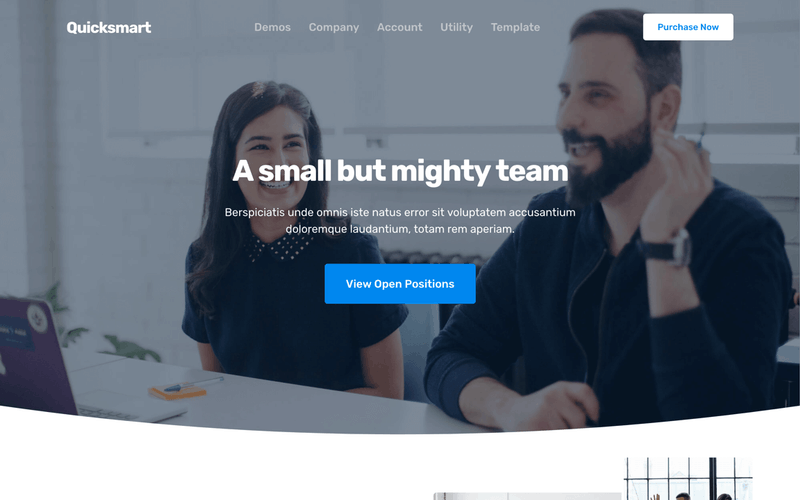 Quicksmart
Demos Company Account Utility Template
Purchase Now
A small but mighty team
Berspiciatis unde omnis iste natus error sit voluptatem accusantium
doloremque laudantium, totam rem aperiam.
View Open Positions